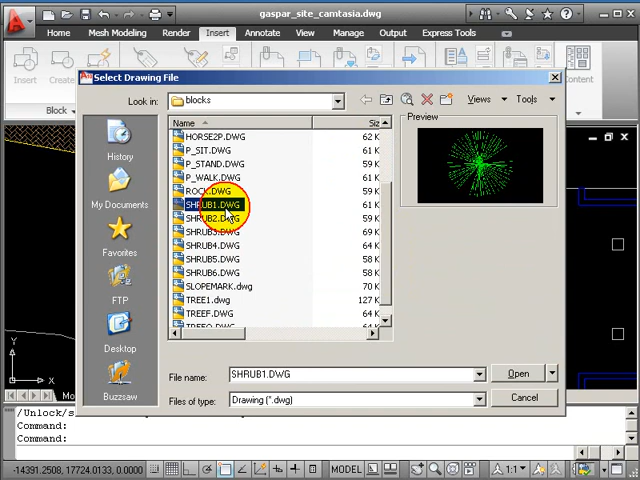 gaspar_site_camtasia.dwg
Home Mesh Modeling Render Insert View Manage Output Express Tools
Insert Create Content
Block
Select Drawing File
Look in: blocks Views Tools
Name Siz Preview
HORSE2P.DWG 62 K
P_SIT.DWG 61 K
P_STAND.DWG 59 K
P_WALK.DWG 61 K
ROCK.DWG 59 K
SHRUB1.DWG 61 K
SHRUB2.DWG 59 K
SHRUB3.DWG 69 K
SHRUB4.DWG 64 K
SHRUB5.DWG 58 K
SHRUB6.DWG 58 K
SLOPEMARK.dwg 70 K
TREE1.dwg 127 K
TREEF.DWG 64 K
History
My Documents
Favorites
FTP
Desktop
Buzzsaw
File name: SHRUB1.DWG Open
Files of type: Drawing (*.dwg) Cancel
Y
X
Command:
Command:
-14391.2508, 17724.0133, 0.0000 MODEL 1:1